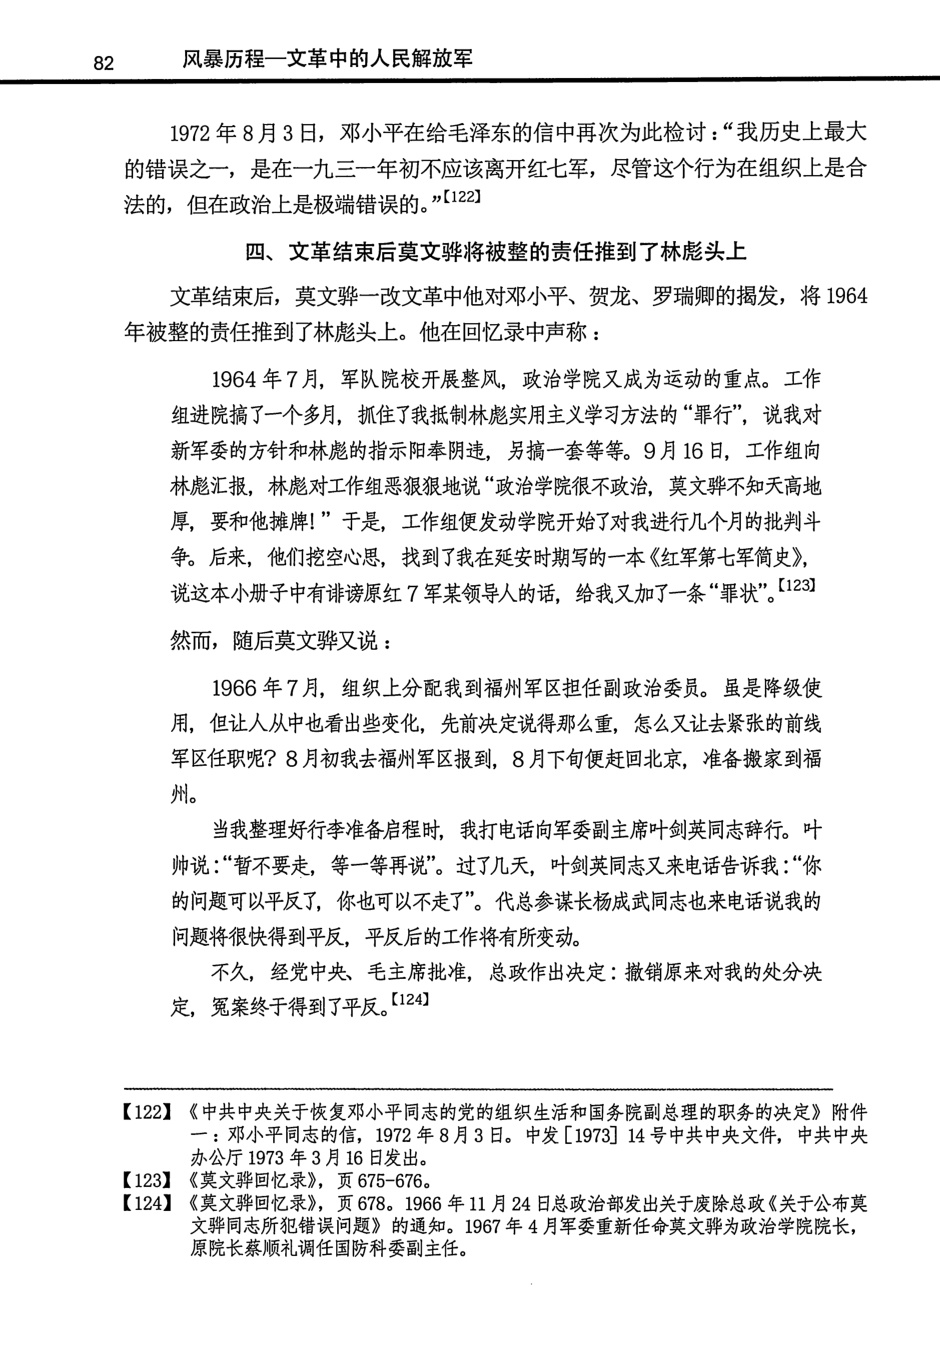 82 风暴历程—文革中的人民解放军
1972 年 8 月 3 日，邓小平在给毛泽东的信中再次为此检讨：“我历史上最大
的错误之一，是在一九三一年初不应该离开红七军，尽管这个行为在组织上是合
法的，但在政治上是极端错误的。”【122】
四、文革结束后莫文骅将被整的责任推到了林彪头上
文革结束后，莫文骅一改文革中他对邓小平、贺龙、罗瑞卿的揭发，将 1964
年被整的责任推到了林彪头上。他在回忆录中声称：
1964 年 7 月，军队院校开展整风，政治学院又成为运动的重点。工作
组进院搞了一个多月，抓住了我抵制林彪实用主义学习方法的“罪行”，说我对
新军委的方针和林彪的指示阳奉阴违，另搞一套等等。9 月 16 日，工作组向
林彪汇报，林彪对工作组恶狠狠地说“政治学院很不政治，莫文骅不知天高地
厚，要和他摊牌！”于是，工作组便发动学院开始了对我进行几个月的批判斗
争。后来，他们挖空心思，找到了我在延安时期写的一本《红军第七军简史》，
说这本小册子中有诽谤原红 7 军某领导人的话，给我又加了一条“罪状”。【123】
然而，随后莫文骅又说：
1966 年 7 月，组织上分配我到福州军区担任副政治委员。虽是降级使
用，但让人从中也看出些变化，先前决定说得那么重，怎么又让去紧张的前线
军区任职呢？8 月初我去福州军区报到，8 月下旬便赶回北京，准备搬家到福
州。
当我整理好行李准备启程时，我打电话向军委副主席叶剑英同志辞行。叶
帅说：“暂不要走，等一等再说”。过了几天，叶剑英同志又来电话告诉我：“你
的问题可以平反了，你也可以不走了”。代总参谋长杨成武同志也来电话说我的
问题将很快得到平反，平反后的工作将有所变动。
不久，经党中央、毛主席批准，总政作出决定：撤销原来对我的处分决
定，冤案终于得到了平反。【124】
【122】《中共中央关于恢复邓小平同志的党的组织生活和国务院副总理的职务的决定》附件
一：邓小平同志的信，1972 年 8 月 3 日。中发［1973］14 号中共中央文件，中共中央
办公厅 1973 年 3 月 16 日发出。
【123】《莫文骅回忆录》，页 675-676。
【124】《莫文骅回忆录》，页 678。1966 年 11 月 24 日总政治部发出关于废除总政《关于公布莫
文骅同志所犯错误问题》的通知。1967 年 4 月军委重新任命莫文骅为政治学院院长，
原院长蔡顺礼调任国防科委副主任。